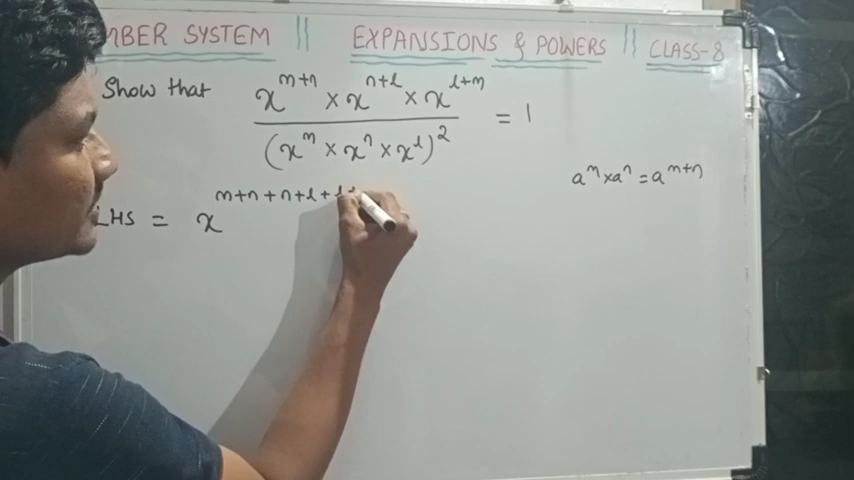 MBER SYSTEM || EXPANSIONS & POWERS || CLASS-8
Show that x^{m+n} × x^{n+l} × x^{l+m} / (x^m × x^n × x^l)^2 = 1
a^m × a^n = a^{m+n}
LHS = x^{m+n+n+l+l